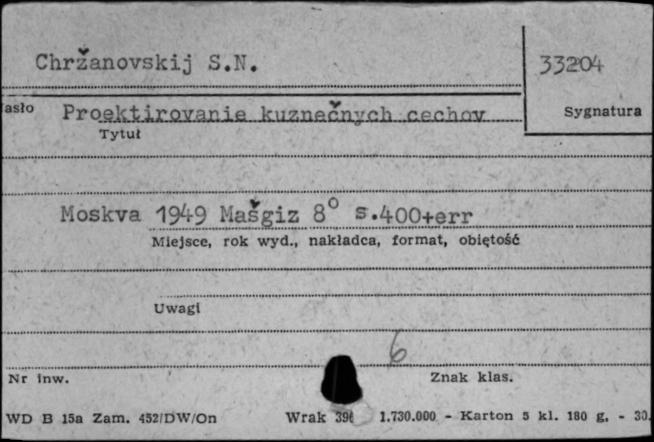 Chržanovskij S.N.
33204
asło
Proektirovanie kuznečnych cechov
Sygnatura
Tytuł
Moskva 1949 Mašgiz 8° s.400+err
Miejsce, rok wyd., nakładca, format, obiętość
Uwagi
6
Nr inw.
Znak klas.
WD B 15a Zam. 452/DW/On Wrak 1.730.000 - Karton 5 kl. 180 g, - 30.